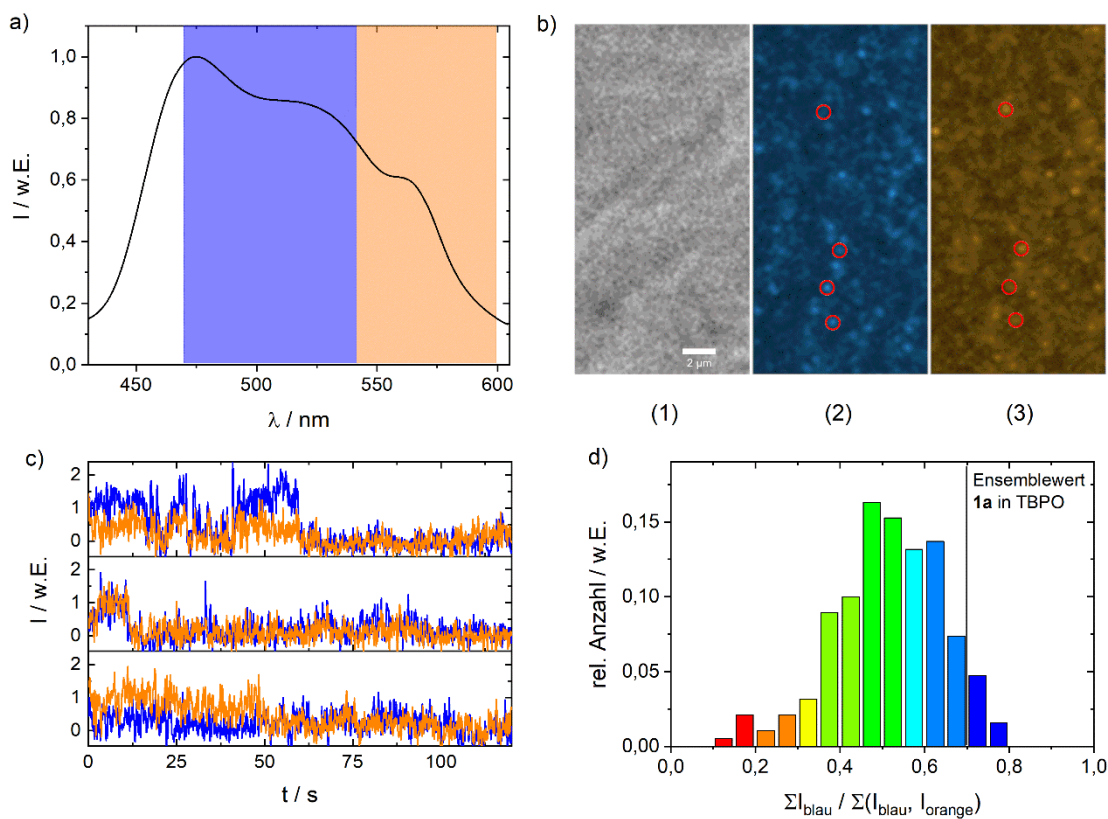 a)
I / w.E.
1,0
0,8
0,6
0,4
0,2
0,0
450
500
550
600
λ / nm
b)
2 µm
(1)
(2)
(3)
c)
I / w.E.
2
1
0
2
1
0
2
1
0
0
25
50
75
100
t / s
d)
rel. Anzahl / w.E.
0,15
0,10
0,05
0,00
Ensemblewert
1a in TBPO
0,2
0,4
0,6
0,8
1,0
ΣI_blau / Σ(I_blau, I_orange)